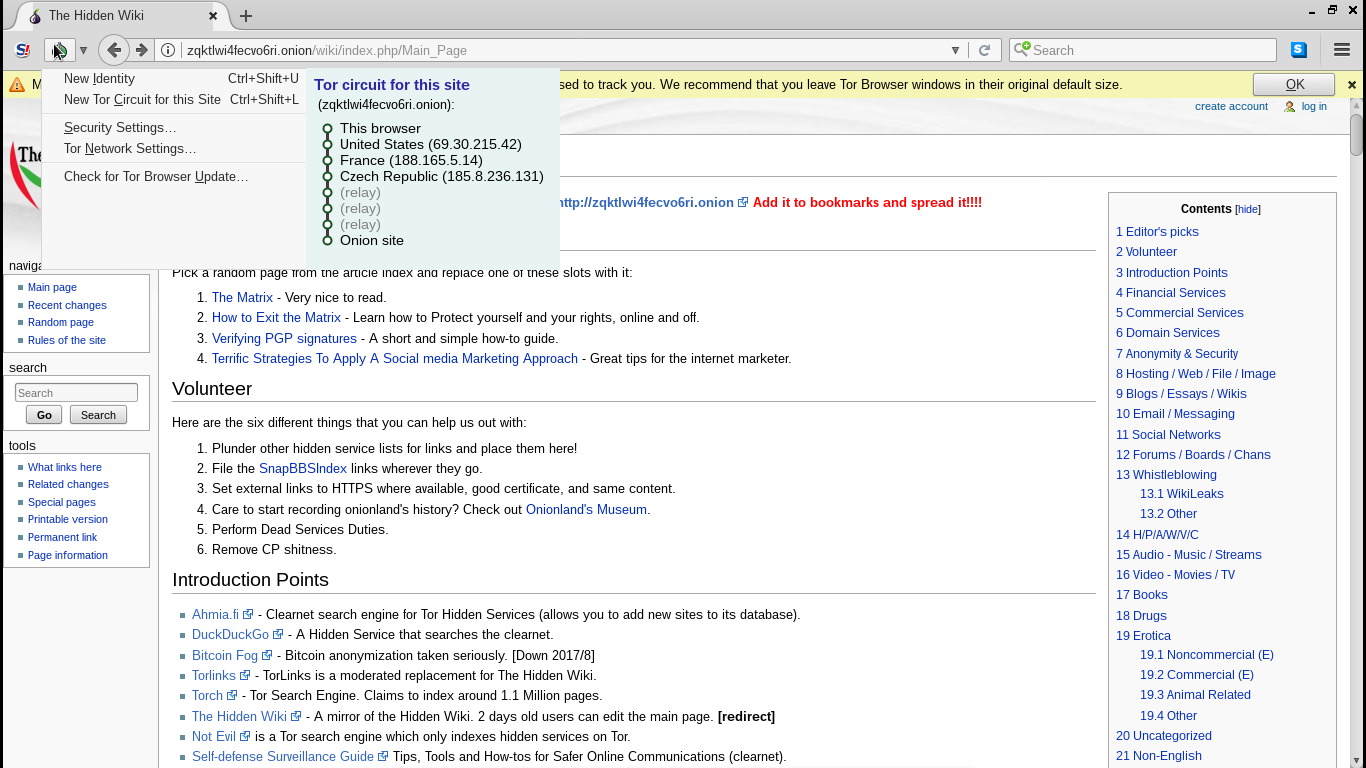 The Hidden Wiki
zqktlwi4fecvo6ri.onion/wiki/index.php/Main_Page
Search
New Identity Ctrl+Shift+U
New Tor Circuit for this Site Ctrl+Shift+L
Security Settings…
Tor Network Settings…
Check for Tor Browser Update…
Tor circuit for this site
(zqktlwi4fecvo6ri.onion):
This browser
United States (69.30.215.42)
France (188.165.5.14)
Czech Republic (185.8.236.131)
(relay)
(relay)
(relay)
Onion site
sed to track you. We recommend that you leave Tor Browser windows in their original default size.
OK
create account log in
The
http://zqktlwi4fecvo6ri.onion Add it to bookmarks and spread it!!!!
Pick a random page from the article index and replace one of these slots with it:
1. The Matrix - Very nice to read.
2. How to Exit the Matrix - Learn how to Protect yourself and your rights, online and off.
3. Verifying PGP signatures - A short and simple how-to guide.
4. Terrific Strategies To Apply A Social media Marketing Approach - Great tips for the internet marketer.
Volunteer
Here are the six different things that you can help us out with:
1. Plunder other hidden service lists for links and place them here!
2. File the SnapBBSIndex links wherever they go.
3. Set external links to HTTPS where available, good certificate, and same content.
4. Care to start recording onionland's history? Check out Onionland's Museum.
5. Perform Dead Services Duties.
6. Remove CP shitness.
Introduction Points
Ahmia.fi - Clearnet search engine for Tor Hidden Services (allows you to add new sites to its database).
DuckDuckGo - A Hidden Service that searches the clearnet.
Bitcoin Fog - Bitcoin anonymization taken seriously. [Down 2017/8]
Torlinks - TorLinks is a moderated replacement for The Hidden Wiki.
Torch - Tor Search Engine. Claims to index around 1.1 Million pages.
The Hidden Wiki - A mirror of the Hidden Wiki. 2 days old users can edit the main page. [redirect]
Not Evil is a Tor search engine which only indexes hidden services on Tor.
Self-defense Surveillance Guide Tips, Tools and How-tos for Safer Online Communications (clearnet).
naviga
Main page
Recent changes
Random page
Rules of the site
search
Search
Go Search
tools
What links here
Related changes
Special pages
Printable version
Permanent link
Page information
Contents [hide]
1 Editor's picks
2 Volunteer
3 Introduction Points
4 Financial Services
5 Commercial Services
6 Domain Services
7 Anonymity & Security
8 Hosting / Web / File / Image
9 Blogs / Essays / Wikis
10 Email / Messaging
11 Social Networks
12 Forums / Boards / Chans
13 Whistleblowing
13.1 WikiLeaks
13.2 Other
14 H/P/A/W/V/C
15 Audio - Music / Streams
16 Video - Movies / TV
17 Books
18 Drugs
19 Erotica
19.1 Noncommercial (E)
19.2 Commercial (E)
19.3 Animal Related
19.4 Other
20 Uncategorized
21 Non-English